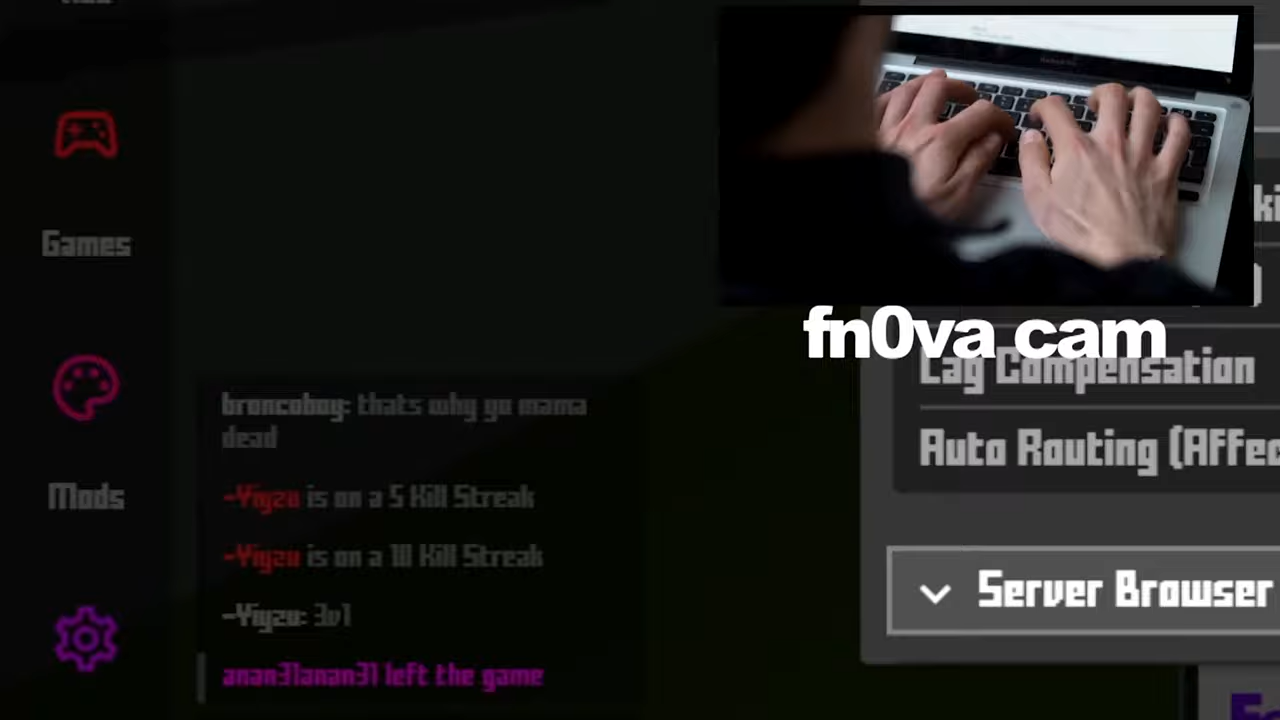 Games
Mods
broncoboy: thats why yo mama
dead
-Yigzu is on a 5 Kill Streak
-Yigzu is on a 10 Kill Streak
-Yigzu: 3v1
anan31anan31 left the game
fn0va cam
Lag Compensation
Auto Routing (Affec
Server Browser